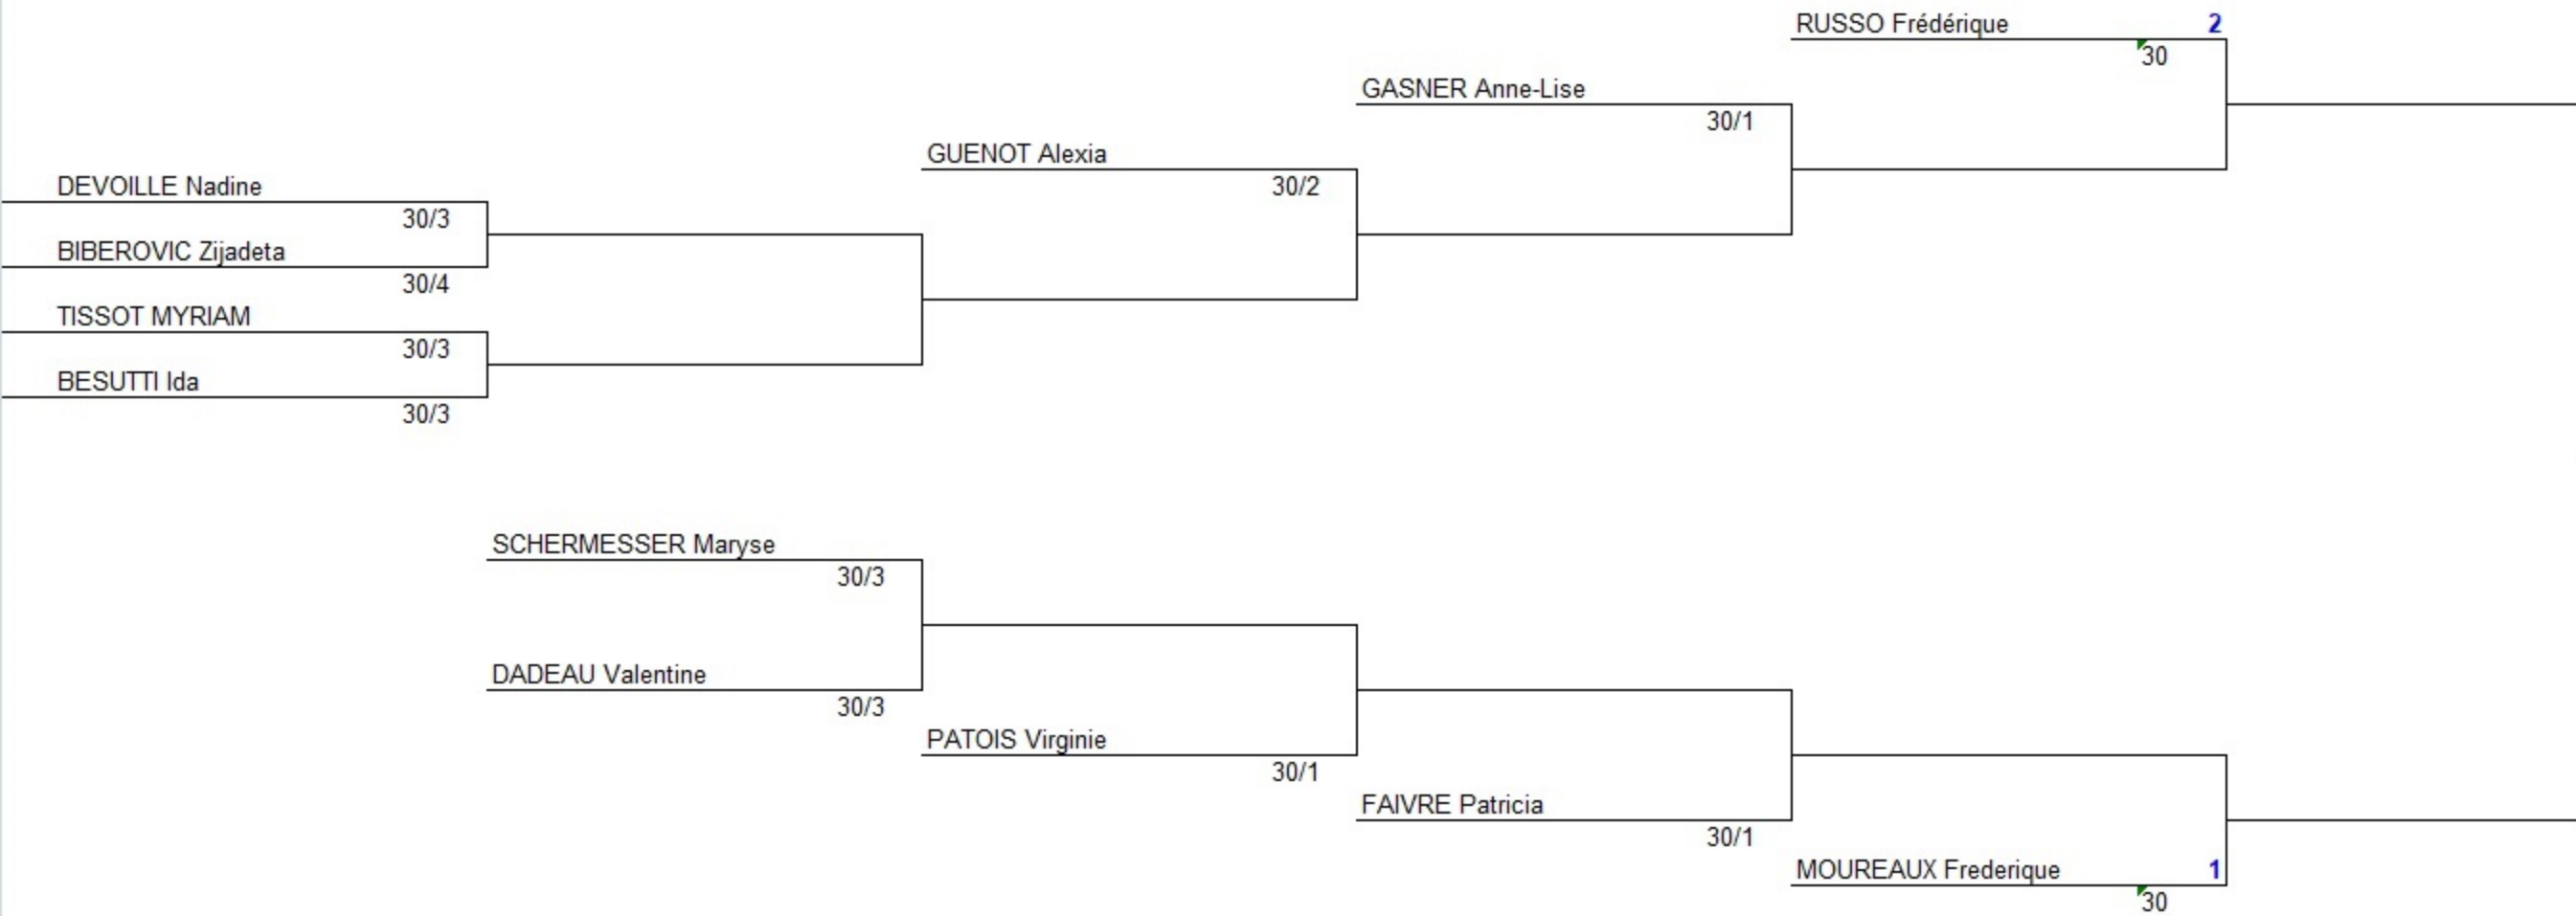 RUSSO Frédérique 2
30
GASNER Anne-Lise
30/1
GUENOT Alexia
30/2
DEVOILLE Nadine
30/3
BIBEROVIC Zijadeta
30/4
TISSOT MYRIAM
30/3
BESUTTI Ida
30/3
SCHERMESSER Maryse
30/3
DADEAU Valentine
30/3
PATOIS Virginie
30/1
FAIVRE Patricia
30/1
MOUREAUX Frederique 1
30